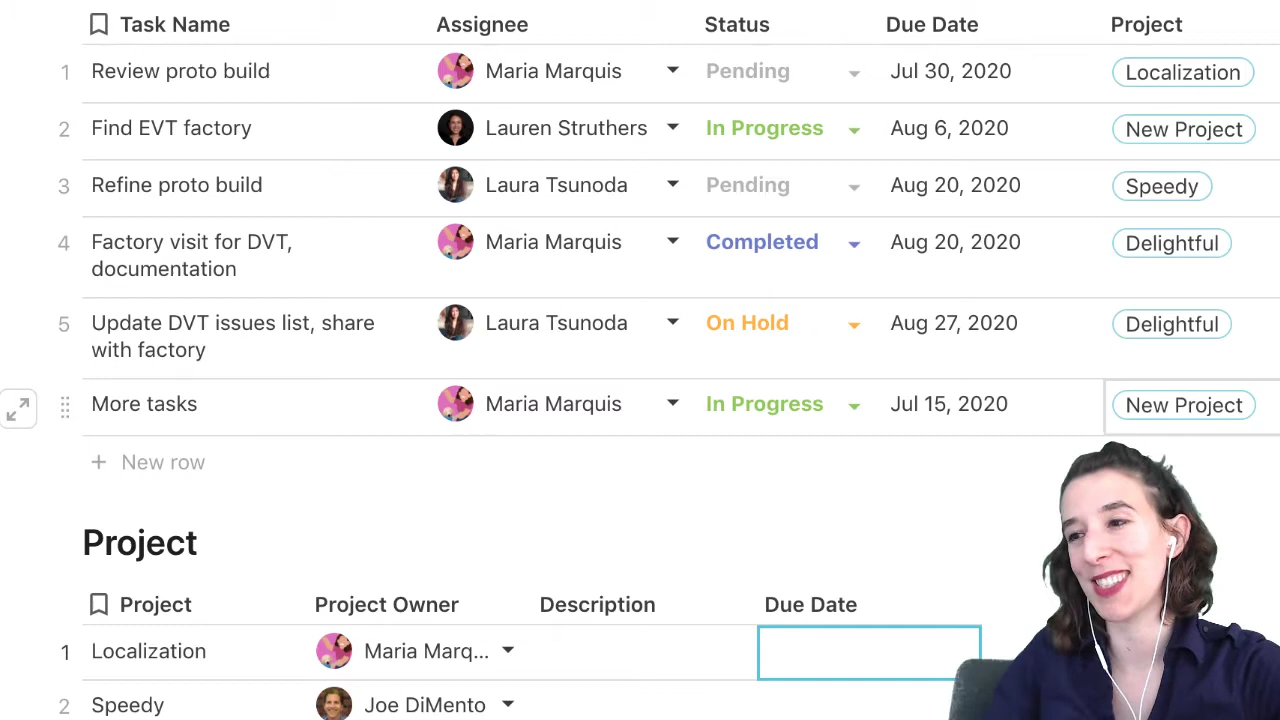 Task Name Assignee Status Due Date Project
1 Review proto build Maria Marquis Pending Jul 30, 2020 Localization
2 Find EVT factory Lauren Struthers In Progress Aug 6, 2020 New Project
3 Refine proto build Laura Tsunoda Pending Aug 20, 2020 Speedy
4 Factory visit for DVT, Maria Marquis Completed Aug 20, 2020 Delightful
documentation
5 Update DVT issues list, share Laura Tsunoda On Hold Aug 27, 2020 Delightful
with factory
More tasks Maria Marquis In Progress Jul 15, 2020 New Project
+ New row
Project
Project Project Owner Description Due Date
1 Localization Maria Marq...
2 Speedy Joe DiMento